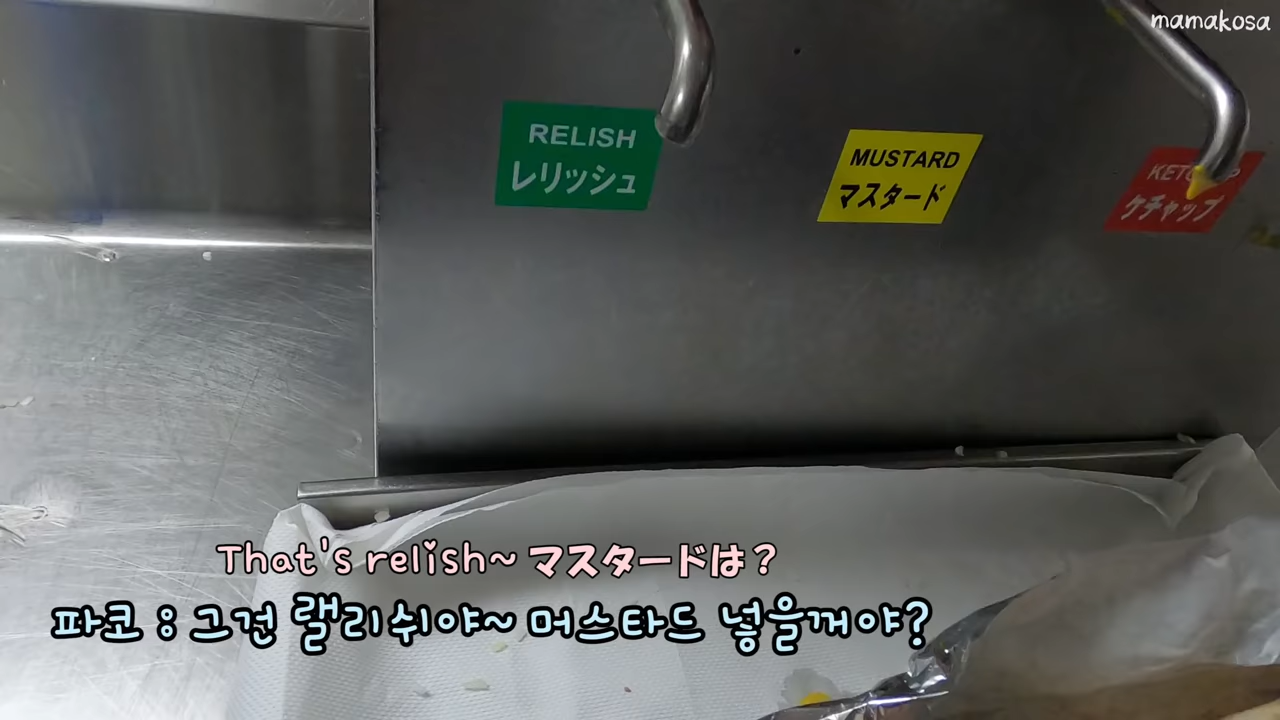 mamakosa
RELISH
レリッシュ
MUSTARD
マスタード
ケチャップ
That's relish~ マスタードは?
파코 : 그건 랠리쉬야~ 머스타드 넣을꺼야?